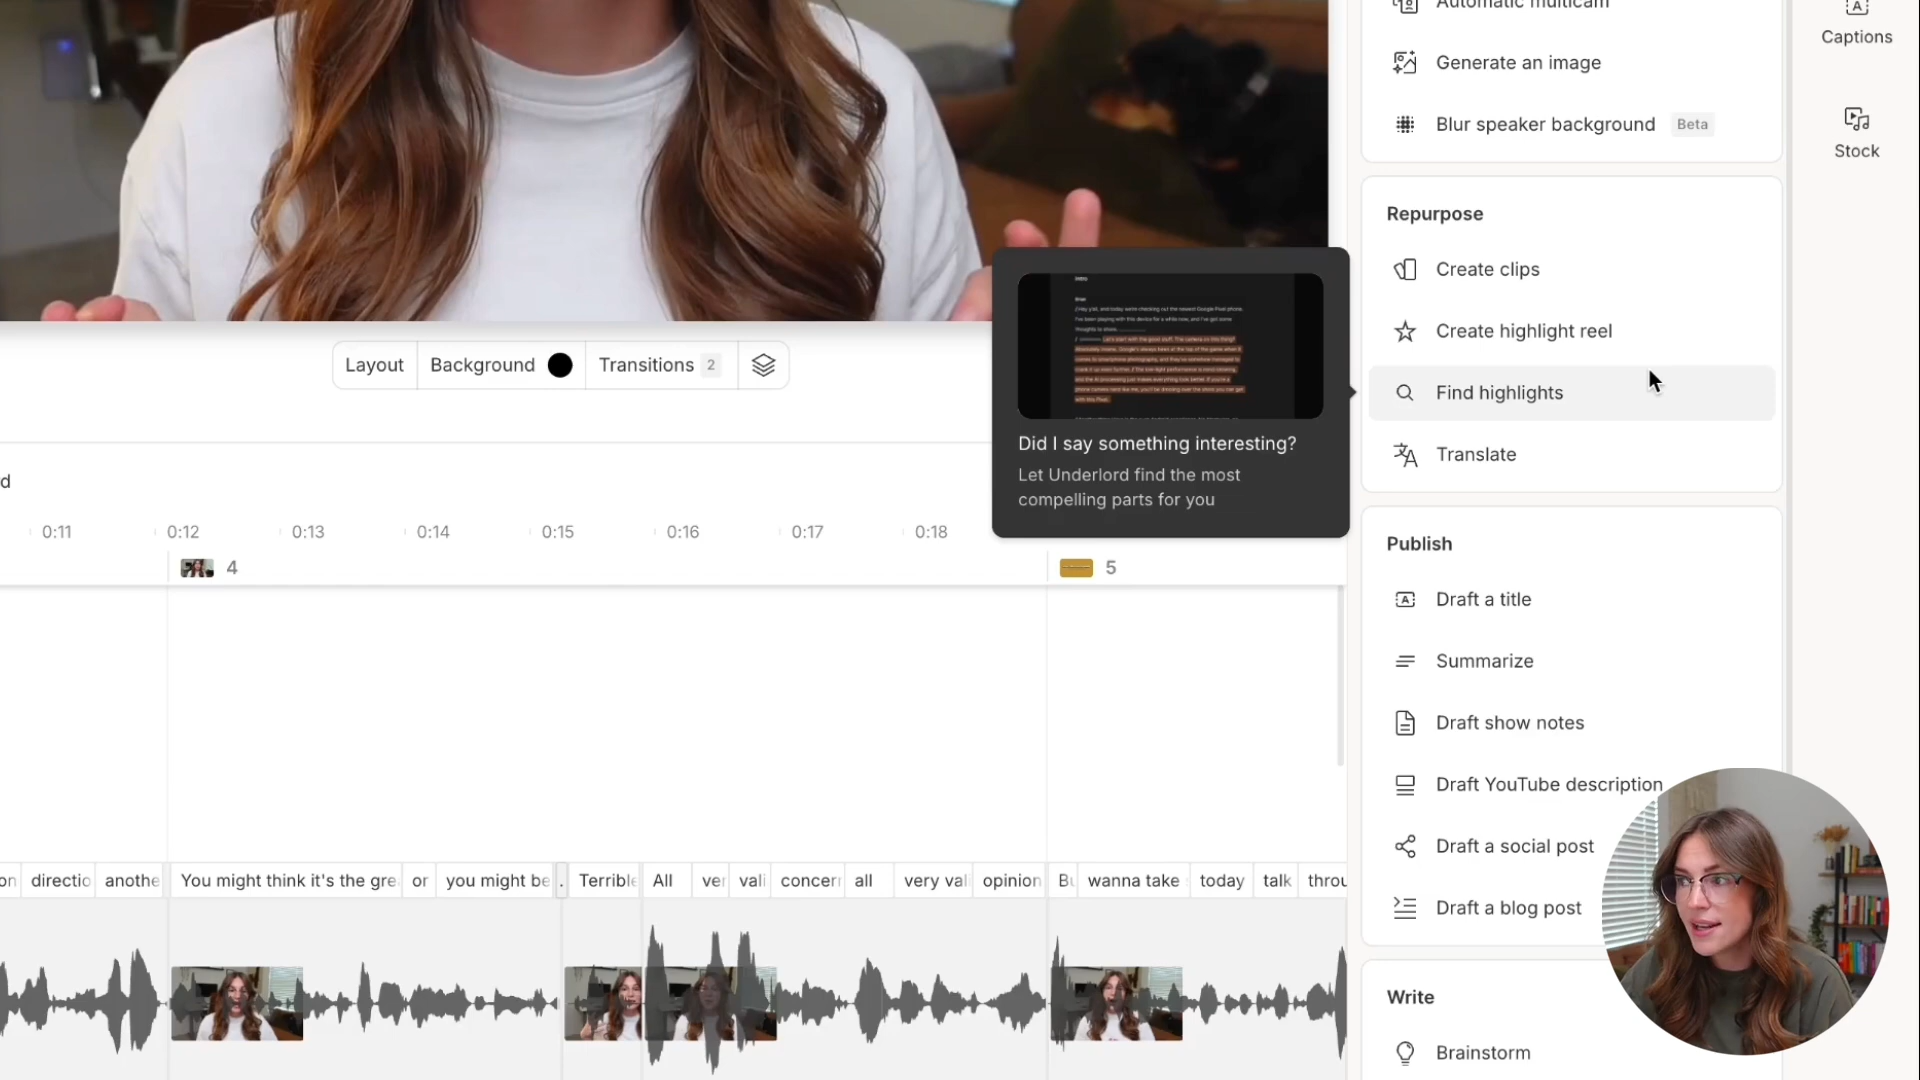 Automatic multicam
Generate an image
Blur speaker background Beta
Captions
Stock
Repurpose
Create clips
Create highlight reel
Find highlights
Translate
Did I say something interesting?
Let Underlord find the most
compelling parts for you
Layout
Background
Transitions 2
d
0:11 0:12 0:13 0:14 0:15 0:16 0:17 0:18
4
5
Publish
Draft a title
Summarize
Draft show notes
Draft YouTube description
Draft a social post
Draft a blog post
on directio anothe You might think it's the gre or you might be . Terrible All ver vali concern all very vali opinion Bu wanna take today talk throu
Write
Brainstorm